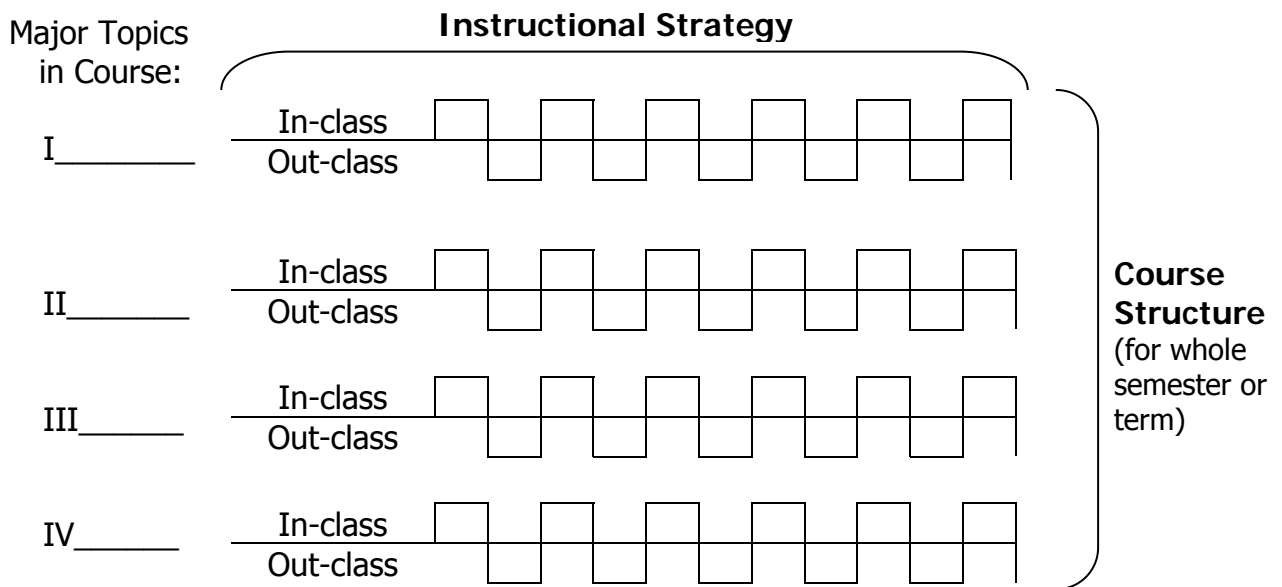 Instructional Strategy
Major Topics
in Course:
I________
In-class
Out-class
II_______
In-class
Out-class
III______
In-class
Out-class
IV______
In-class
Out-class
Course
Structure
(for whole
semester or
term)